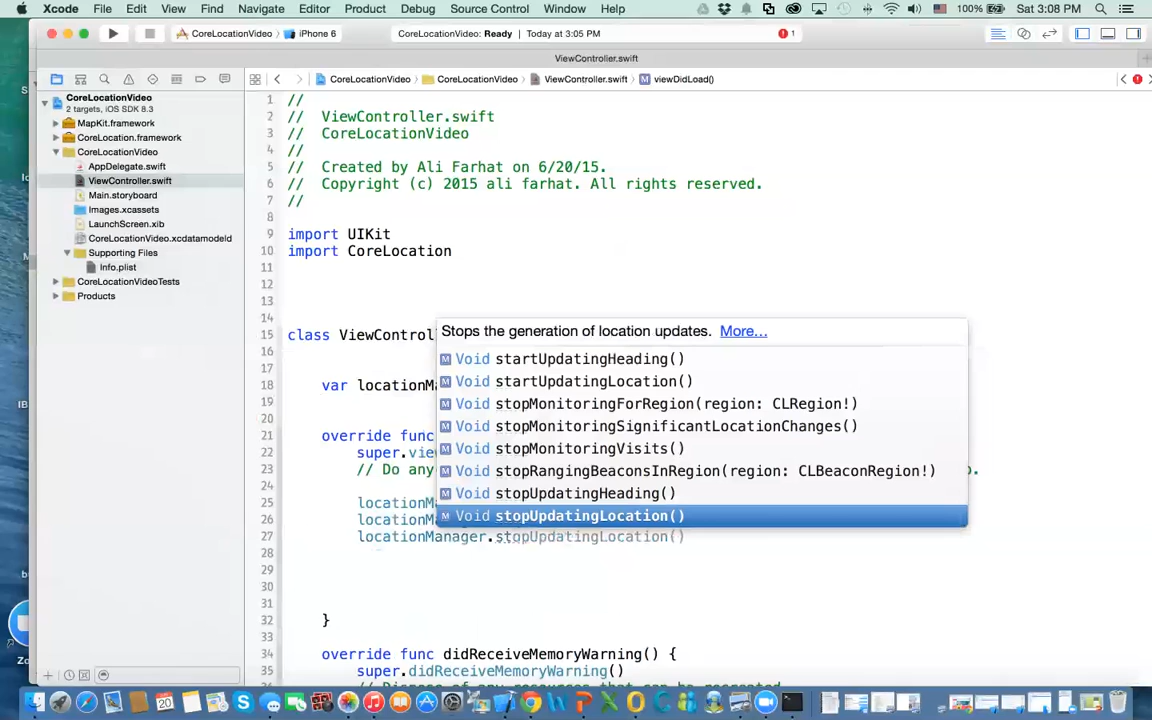 Xcode File Edit View Find Navigate Editor Product Debug Source Control Window Help 100% Sat 3:08 PM
CoreLocationVideo iPhone 6 CoreLocationVideo: Ready Today at 3:05 PM 1
ViewController.swift
CoreLocationVideo CoreLocationVideo ViewController.swift M viewDidLoad()
CoreLocationVideo
2 targets, iOS SDK 8.3
MapKit.framework
CoreLocation.framework
CoreLocationVideo
AppDelegate.swift
ViewController.swift
Main.storyboard
Images.xcassets
LaunchScreen.xib
CoreLocationVideo.xcdatamodeld
Supporting Files
Info.plist
CoreLocationVideoTests
Products
1 //
2 // ViewController.swift
3 // CoreLocationVideo
4 //
5 // Created by Ali Farhat on 6/20/15.
6 // Copyright (c) 2015 ali farhat. All rights reserved.
7 //
8
9 import UIKit
10 import CoreLocation
11
12
13
14
15 class ViewControl
16
17
18 var locationM
19
20
21 override func
22 super.view
23 // Do any
24
25 locationM
26 locationM
27 locationManager.stopUpdatingLocation()
28
29
30
31
32 }
33
34 override func didReceiveMemoryWarning() {
35 super.didReceiveMemoryWarning()
Stops the generation of location updates. More...
M Void startUpdatingHeading()
M Void startUpdatingLocation()
M Void stopMonitoringForRegion(region: CLRegion!)
M Void stopMonitoringSignificantLocationChanges()
M Void stopMonitoringVisits()
M Void stopRangingBeaconsInRegion(region: CLBeaconRegion!)
M Void stopUpdatingHeading()
M Void stopUpdatingLocation()